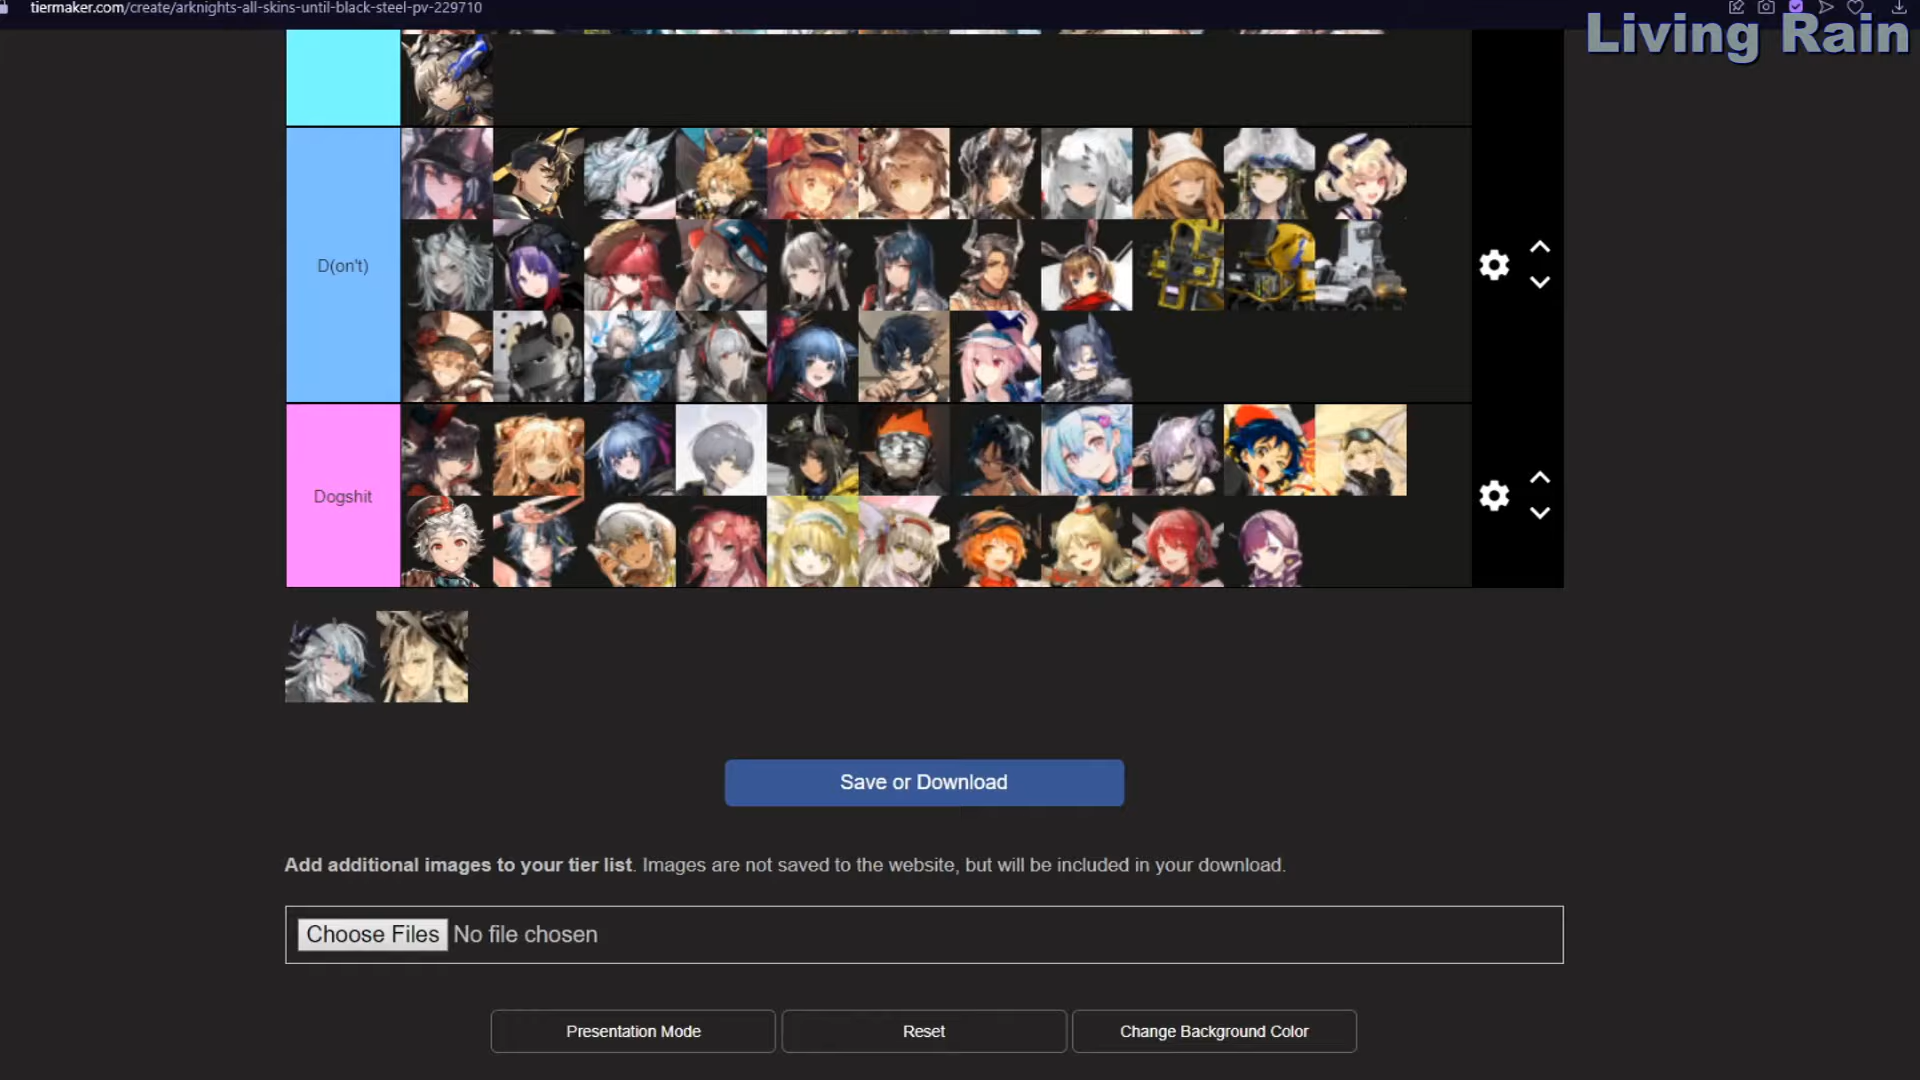 tiermaker.com/create/arknights-all-skins-until-black-steel-pv-229710
Living Rain
D(on't)
Dogshit
Save or Download
Add additional images to your tier list. Images are not saved to the website, but will be included in your download.
Choose Files No file chosen
Presentation Mode
Reset
Change Background Color